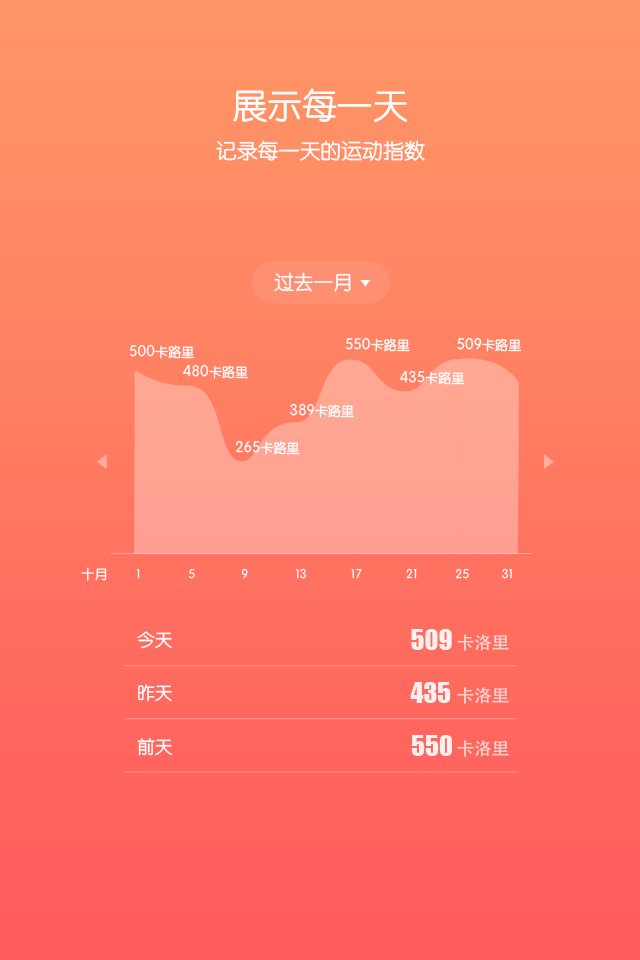 展示每一天
记录每一天的运动指数
过去一月
550卡路里 509卡路里
500卡路里
480卡路里 435卡路里
389卡路里
265卡路里
十月 1 5 9 13 17 21 25 31
今天 509 卡洛里
昨天 435 卡洛里
前天 550 卡洛里